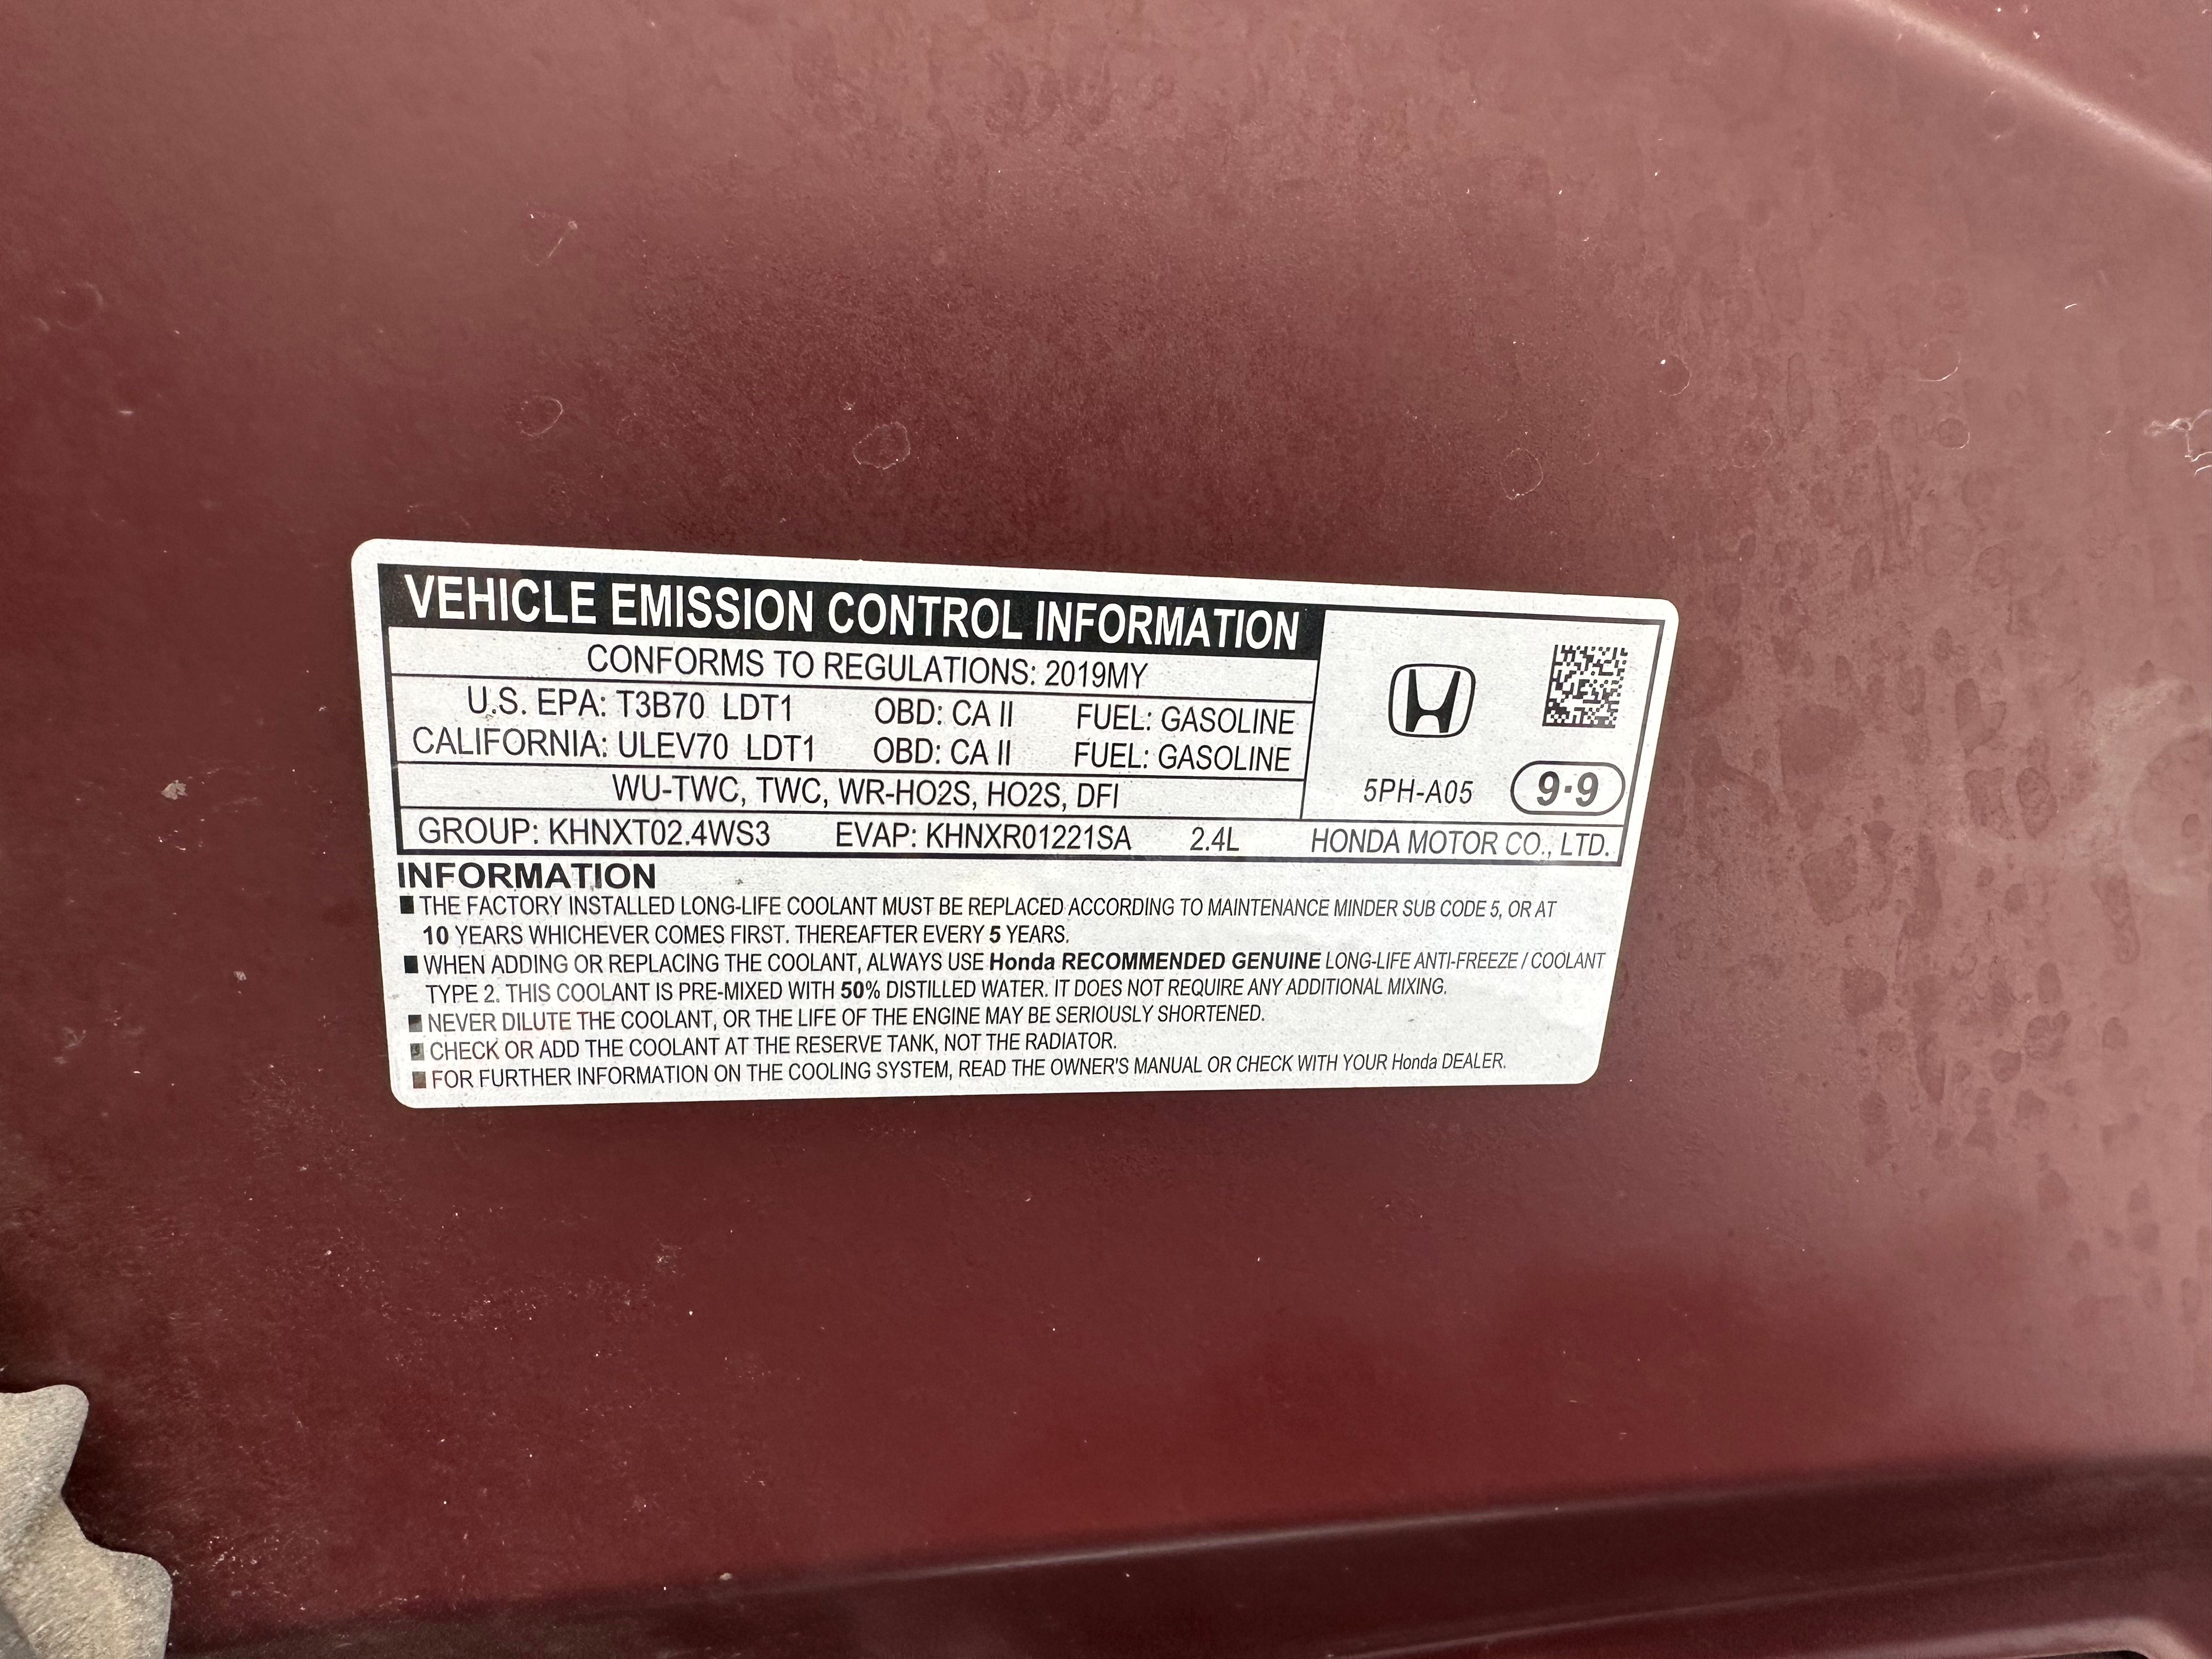 VEHICLE EMISSION CONTROL INFORMATION
CONFORMS TO REGULATIONS: 2019MY
U.S. EPA: T3B70 LDT1 OBD: CA II FUEL: GASOLINE
CALIFORNIA: ULEV70 LDT1 OBD: CA II FUEL: GASOLINE
WU-TWC, TWC, WR-HO2S, HO2S, DFI
5PH-A05 9·9
GROUP: KHNXT02.4WS3 EVAP: KHNXR01221SA 2.4L HONDA MOTOR CO., LTD.
INFORMATION
■ THE FACTORY INSTALLED LONG-LIFE COOLANT MUST BE REPLACED ACCORDING TO MAINTENANCE MINDER SUB CODE 5, OR AT
10 YEARS WHICHEVER COMES FIRST. THEREAFTER EVERY 5 YEARS.
■ WHEN ADDING OR REPLACING THE COOLANT, ALWAYS USE Honda RECOMMENDED GENUINE LONG-LIFE ANTI-FREEZE / COOLANT
TYPE 2. THIS COOLANT IS PRE-MIXED WITH 50% DISTILLED WATER. IT DOES NOT REQUIRE ANY ADDITIONAL MIXING.
■ NEVER DILUTE THE COOLANT, OR THE LIFE OF THE ENGINE MAY BE SERIOUSLY SHORTENED.
■ CHECK OR ADD THE COOLANT AT THE RESERVE TANK, NOT THE RADIATOR.
■ FOR FURTHER INFORMATION ON THE COOLING SYSTEM, READ THE OWNER'S MANUAL OR CHECK WITH YOUR Honda DEALER.